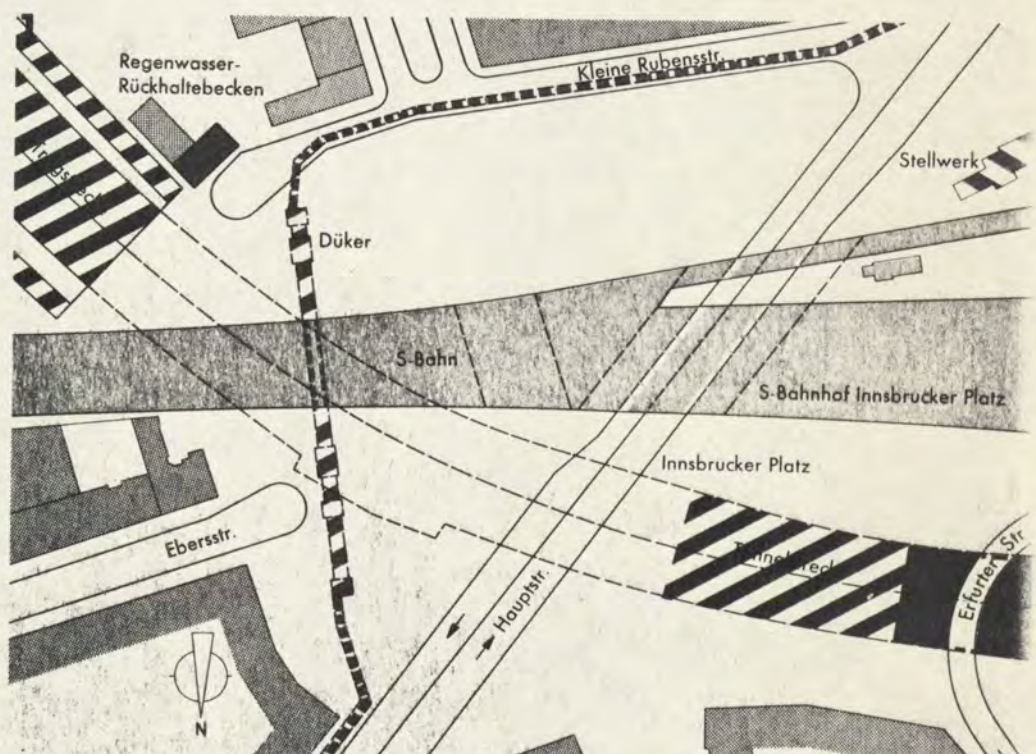 Regenwasser-
Rückhaltebecken
Kleine Rubensstr.
Stellwerk
Düker
S-Bahn
S-Bahnhof Innsbrucker Platz
Innsbrucker Platz
Ebersstr.
Hauptstr.
Erfurter Str.
N